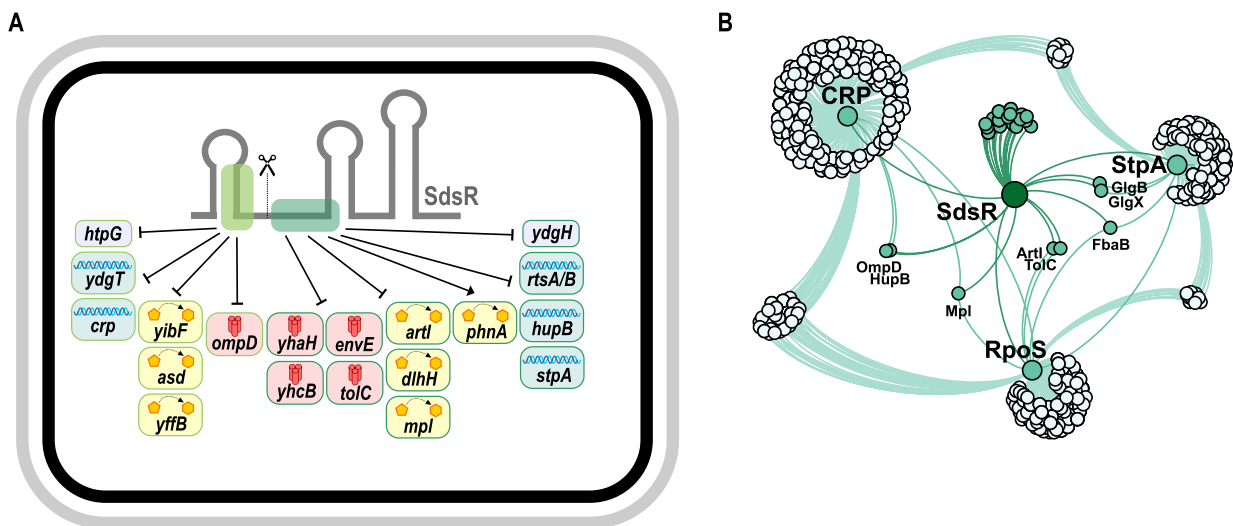 A
SdsR
htpG
ydgT
crp
yibF
asd
yffB
ompD
yhaH
yhcB
envE
tolC
artI
dlhH
mpl
phnA
ydgH
rtsA/B
hupB
stpA
B
CRP
StpA
SdsR
GlgB
GlgX
FbaB
ArtI
TolC
OmpD
HupB
Mpl
RpoS